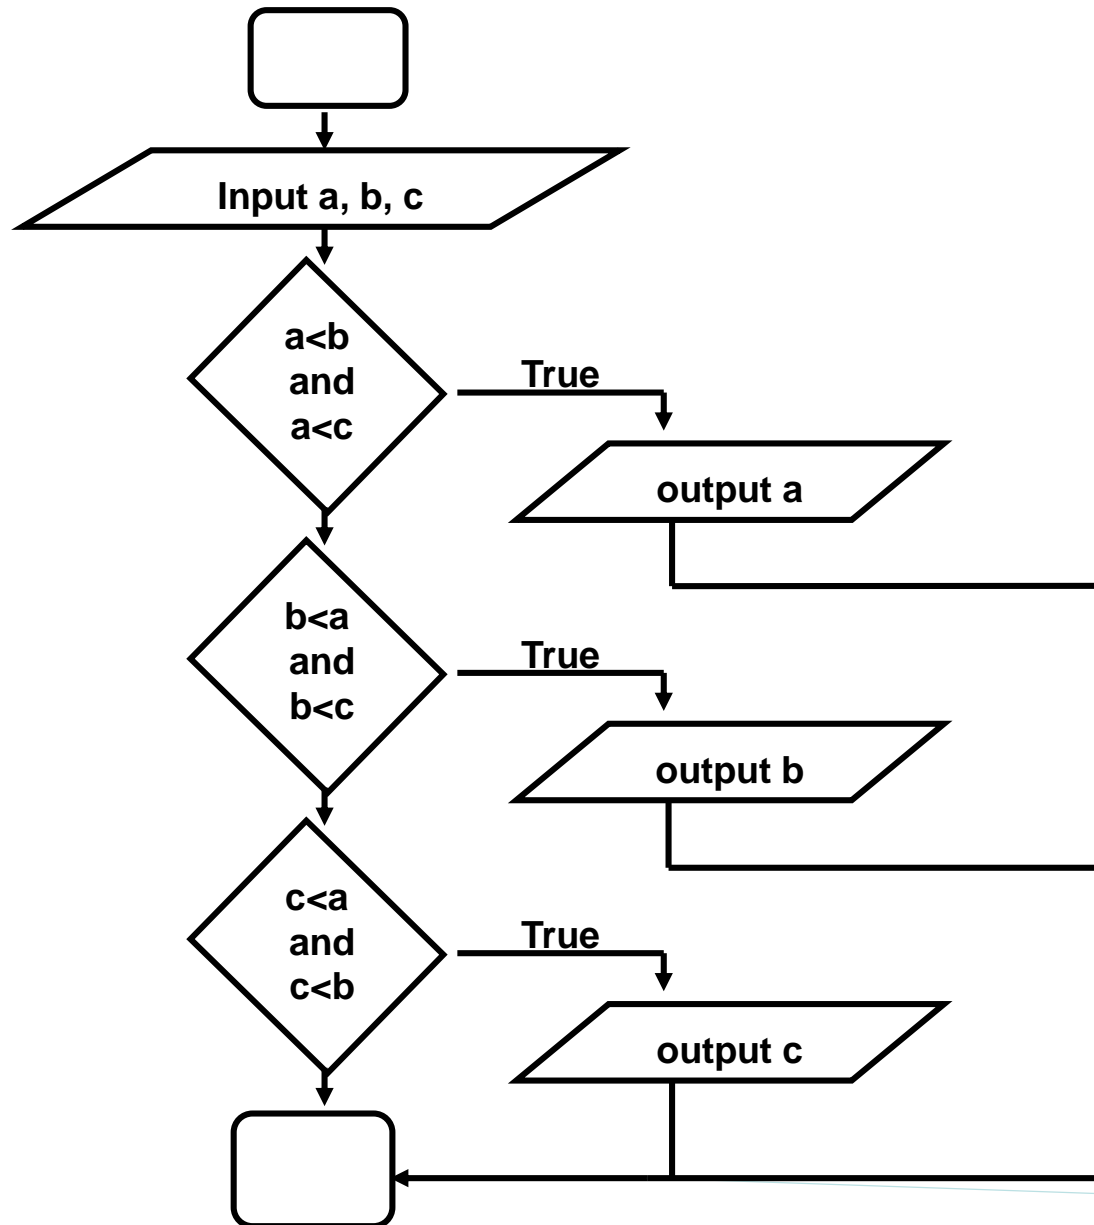 Input a, b, c
a<b
and
a<c
True
output a
b<a
and
b<c
True
output b
c<a
and
c<b
True
output c